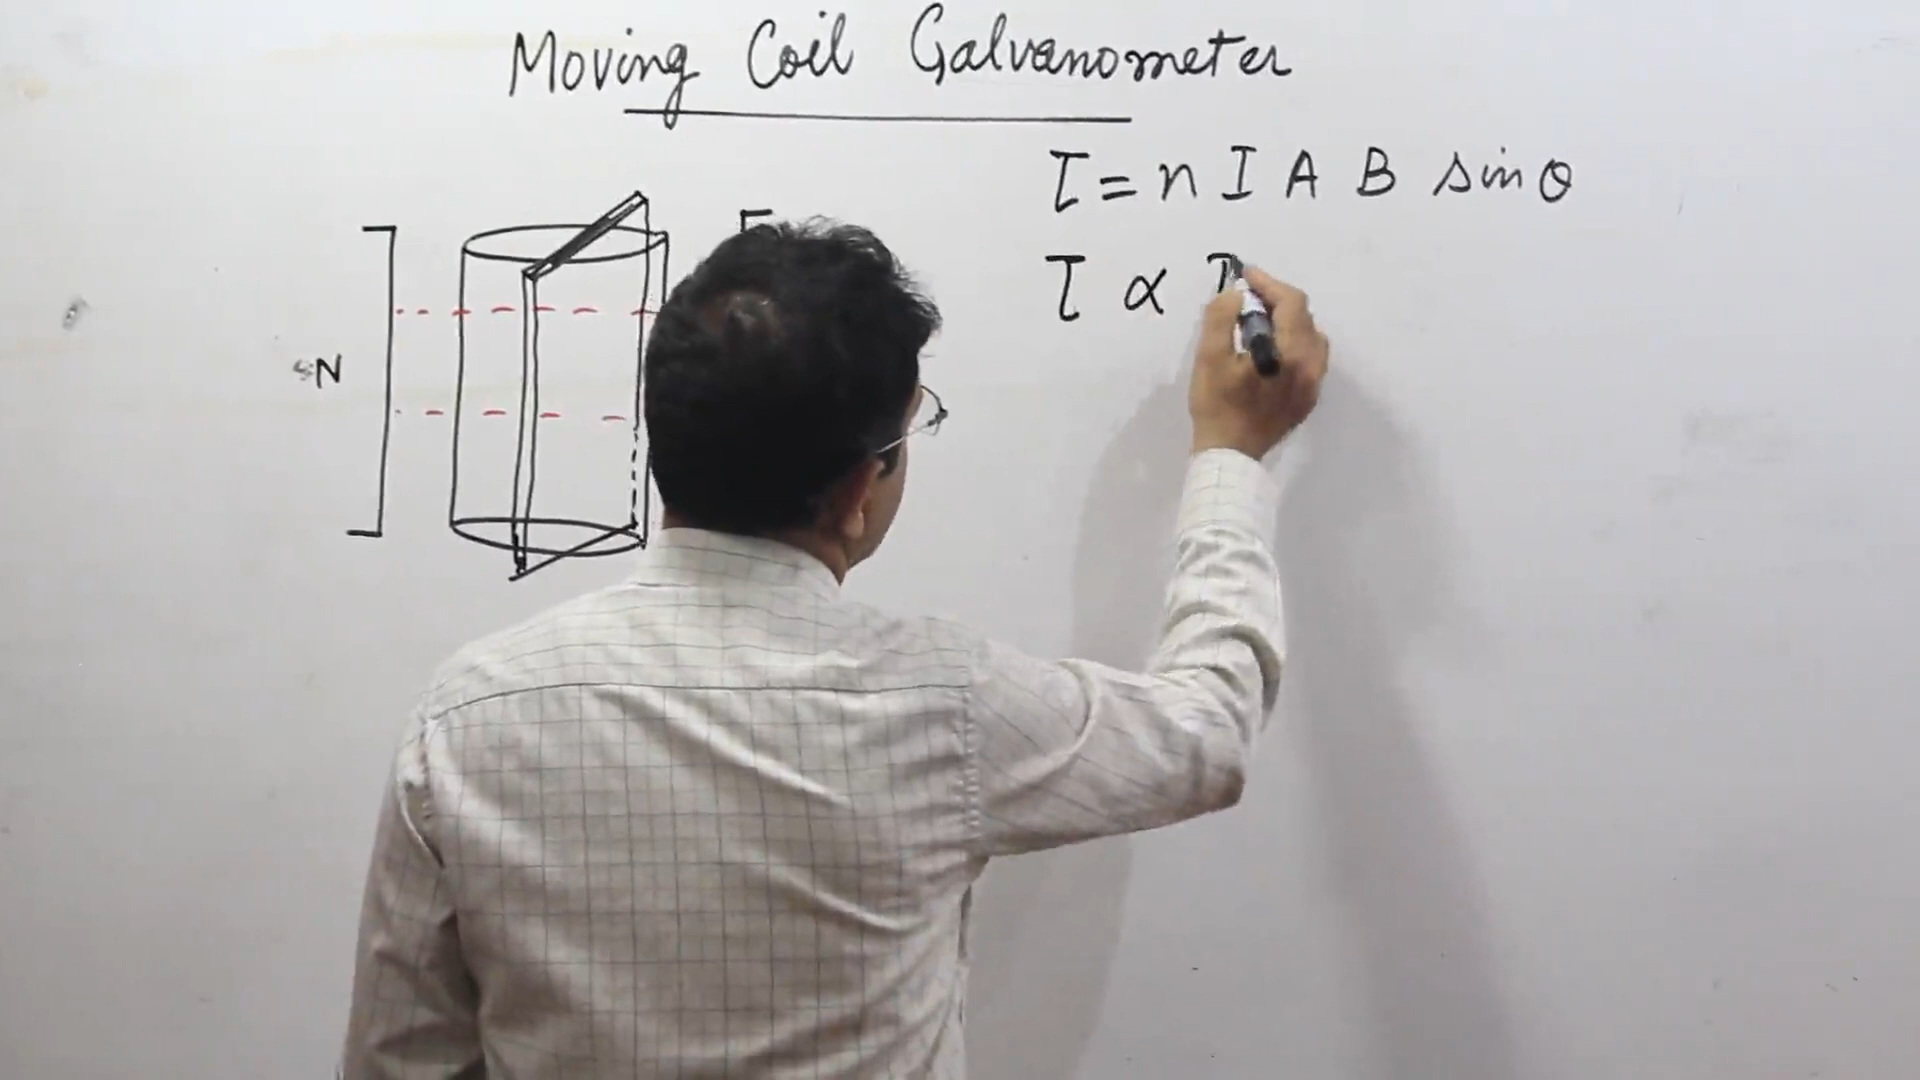 Moving Coil Galvanometer
τ = n I A B sin θ
τ ∝ I
N